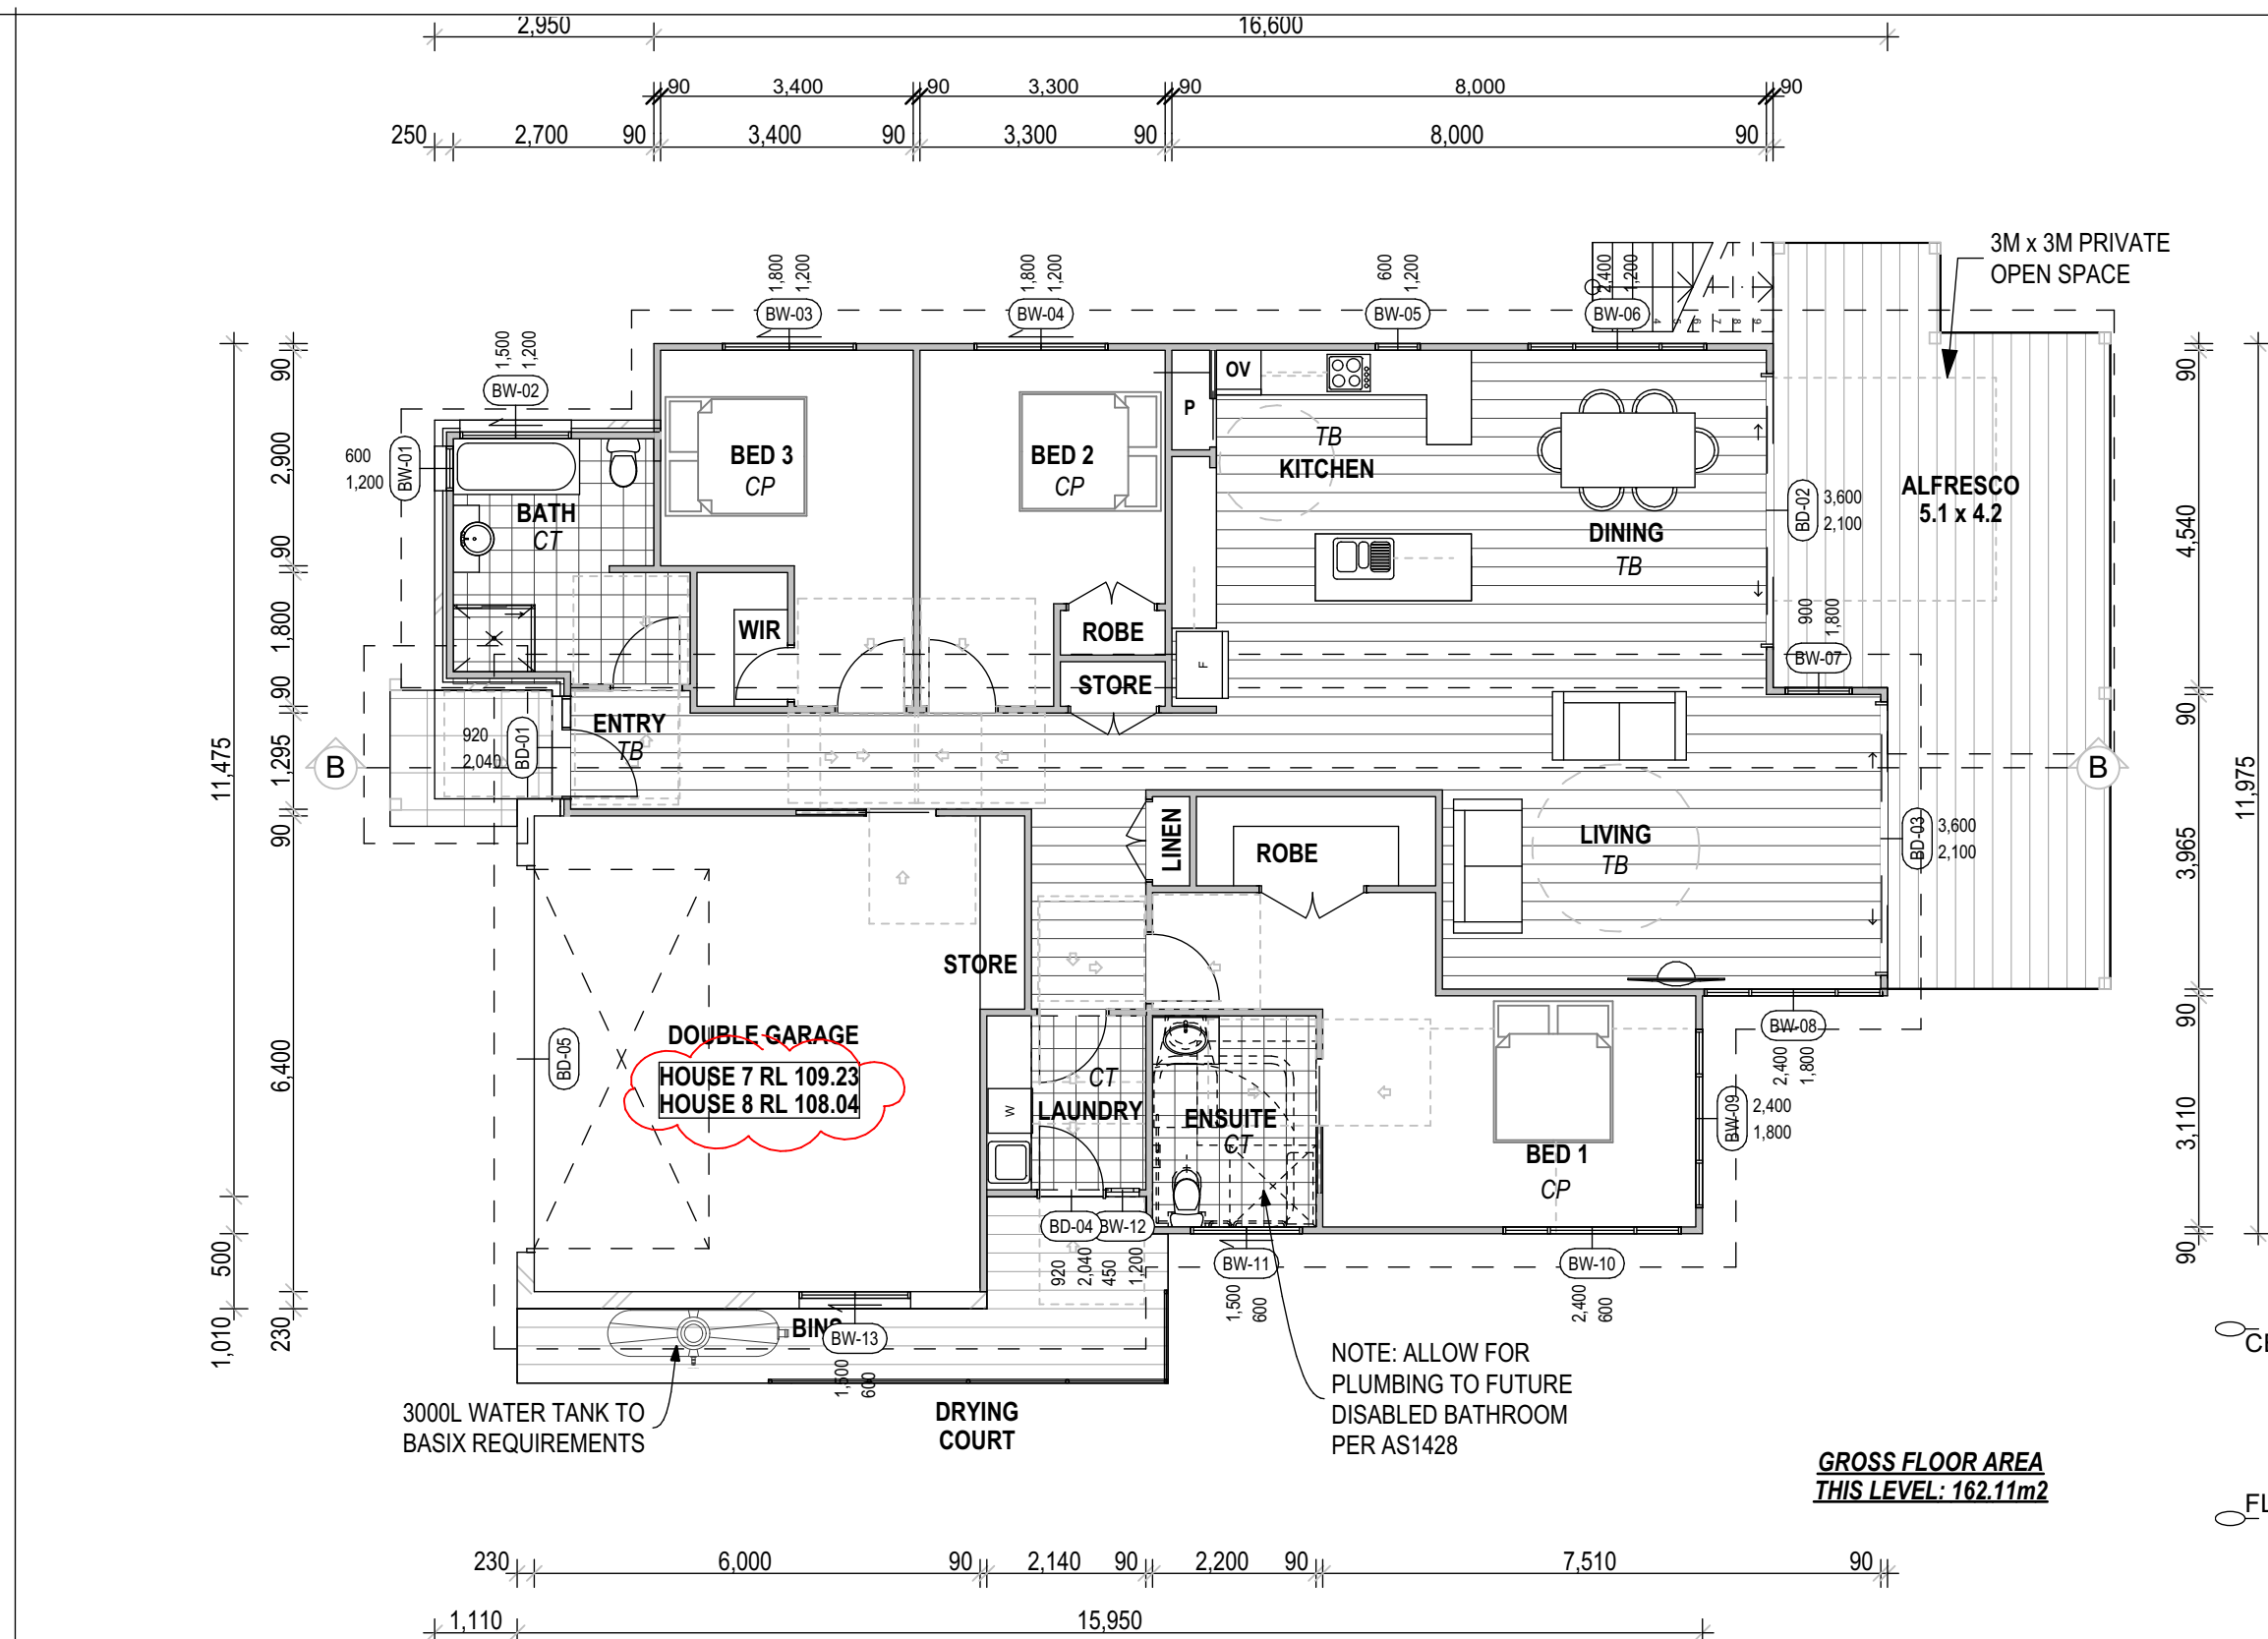 2,950
16,600
90
3,400
90
3,300
90
8,000
90
250
2,700
90
3,400
90
3,300
90
8,000
90
3M x 3M PRIVATE
OPEN SPACE
1,800
1,200
BW-03
1,800
1,200
BW-04
600
1,200
BW-05
2,400
1,200
BW-06
4
5
6
7
8
9
1,500
1,200
BW-02
600
1,200
BW-01
OV
P
BED 3
CP
BED 2
CP
TB
KITCHEN
BATH
CT
DINING
TB
BD-02
3,600
2,100
ALFRESCO
5.1 x 4.2
900
1,800
BW-07
WIR
ROBE
STORE
F
ENTRY
TB
920
2,040
BD-01
B
B
LINEN
ROBE
LIVING
TB
BD-03
3,600
2,100
STORE
DOUBLE GARAGE
HOUSE 7 RL 109.23
HOUSE 8 RL 108.04
BD-05
CT
LAUNDRY
W
ENSUITE
CT
BED 1
CP
BW-08
2,400
1,800
BW-09
2,400
1,800
BD-04
920
2,040
BW-12
450
1,200
BW-11
1,500
600
BW-10
2,400
600
BINS
BW-13
1,500
600
3000L WATER TANK TO
BASIX REQUIREMENTS
DRYING
COURT
NOTE: ALLOW FOR
PLUMBING TO FUTURE
DISABLED BATHROOM
PER AS1428
GROSS FLOOR AREA
THIS LEVEL: 162.11m2
11,475
500
1,010
90
2,900
90
1,800
90
1,295
90
6,400
230
90
4,540
90
3,965
90
3,110
90
11,975
FL
230
6,000
90
2,140
90
2,200
90
7,510
90
1,110
15,950